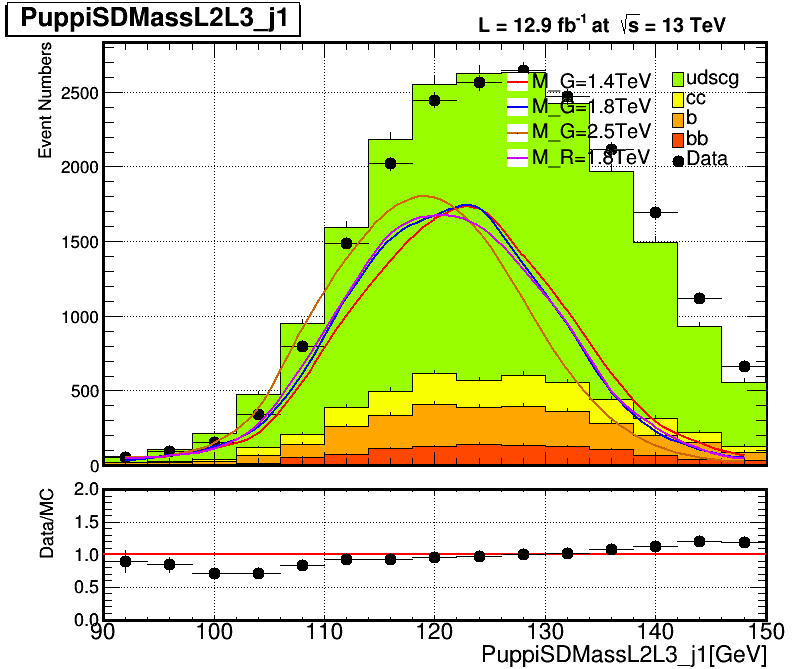 PuppiSDMassL2L3_j1
L = 12.9 fb-1 at √s = 13 TeV
Event Numbers
2500
2000
1500
1000
500
0
M_G=1.4TeV
M_G=1.8TeV
M_G=2.5TeV
M_R=1.8TeV
udscg
cc
b
bb
Data
Data/MC
2.0
1.5
1.0
0.5
0.0
90 100 110 120 130 140 150
PuppiSDMassL2L3_j1[GeV]